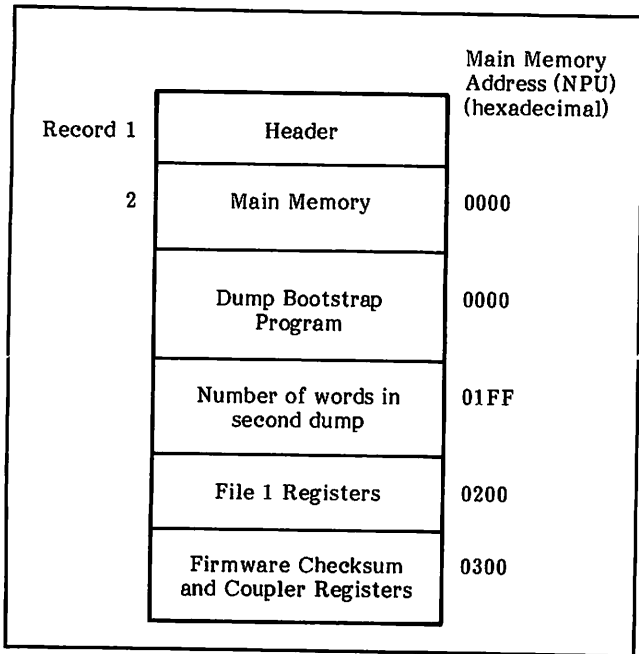 Main Memory
Address (NPU)
(hexadecimal)
Record 1
Header
2
Main Memory
0000
Dump Bootstrap
Program
0000
Number of words in
second dump
01FF
File 1 Registers
0200
Firmware Checksum
and Coupler Registers
0300